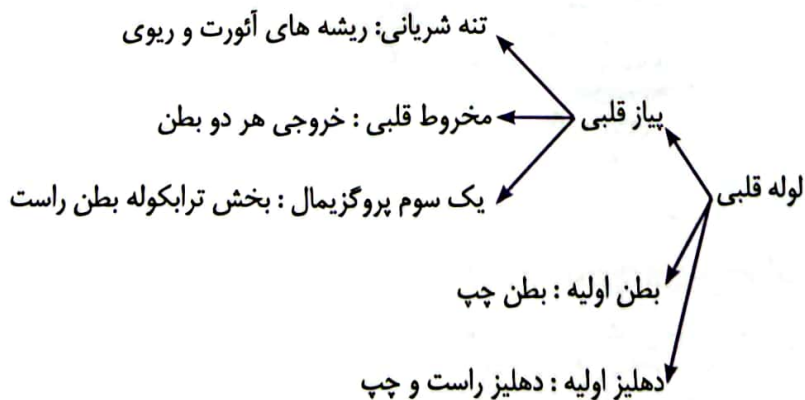 تنه شریانی: ریشه های آئورت و ریوی
مخروط قلبی : خروجی هر دو بطن
پیاز قلبی
یک سوم پروگزیمال : بخش ترابکوله بطن راست
لوله قلبی
بطن اولیه : بطن چپ
دهلیز اولیه : دهلیز راست و چپ